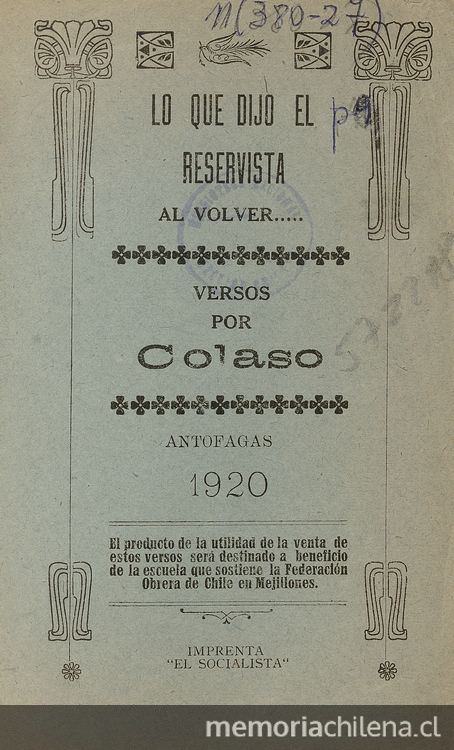 11(380-27)
LO QUE DIJO EL
RESERVISTA
AL VOLVER.....
VERSOS
POR
Colaso
ANTOFAGAS
1920
El producto de la utilidad de la venta de
estos versos será destinado a beneficio
de la escuela que sostiene la Federación
Obrera de Chile en Mejillones.
IMPRENTA
"EL SOCIALISTA"
memoriachilena.cl